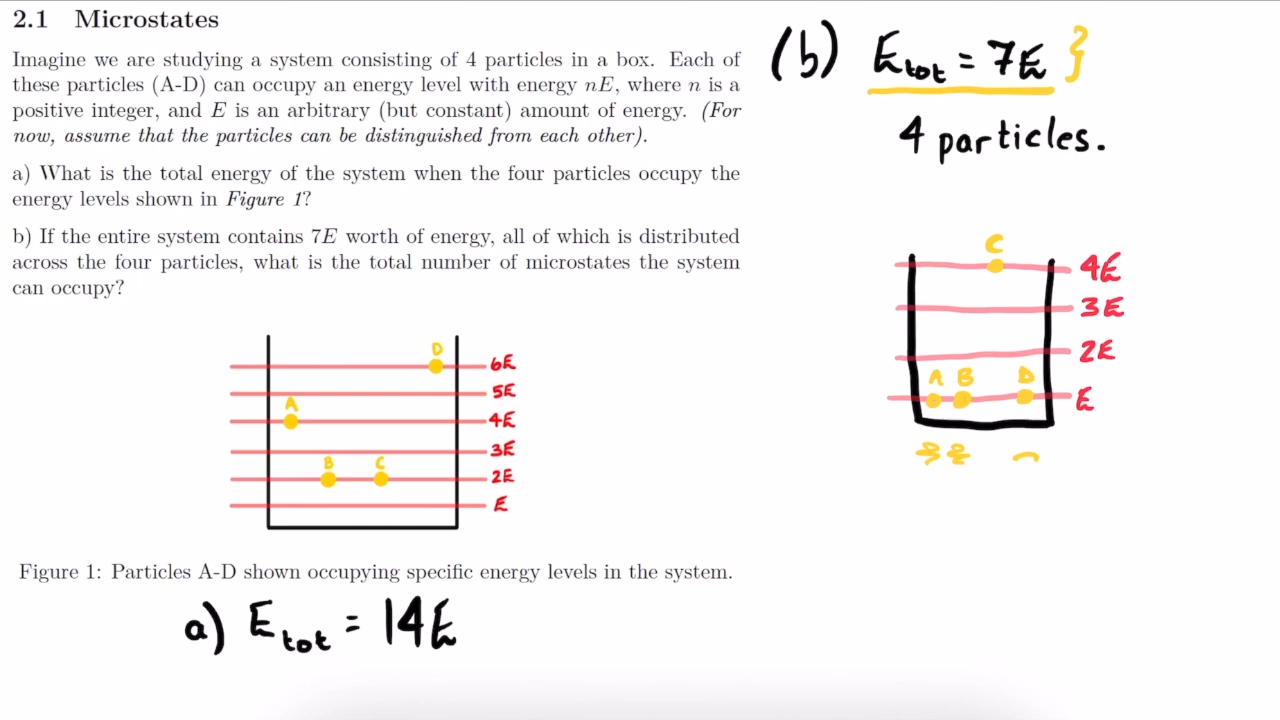 2.1 Microstates
Imagine we are studying a system consisting of 4 particles in a box. Each of
these particles (A-D) can occupy an energy level with energy nE, where n is a
positive integer, and E is an arbitrary (but constant) amount of energy. (For
now, assume that the particles can be distinguished from each other).
a) What is the total energy of the system when the four particles occupy the
energy levels shown in Figure 1?
b) If the entire system contains 7E worth of energy, all of which is distributed
across the four particles, what is the total number of microstates the system
can occupy?
D
6E
5E
A
4E
3E
B C
2E
E
Figure 1: Particles A-D shown occupying specific energy levels in the system.
a) Etot = 14E
(b) Etot = 7E }
4 particles.
C
4E
3E
2E
A B D
E